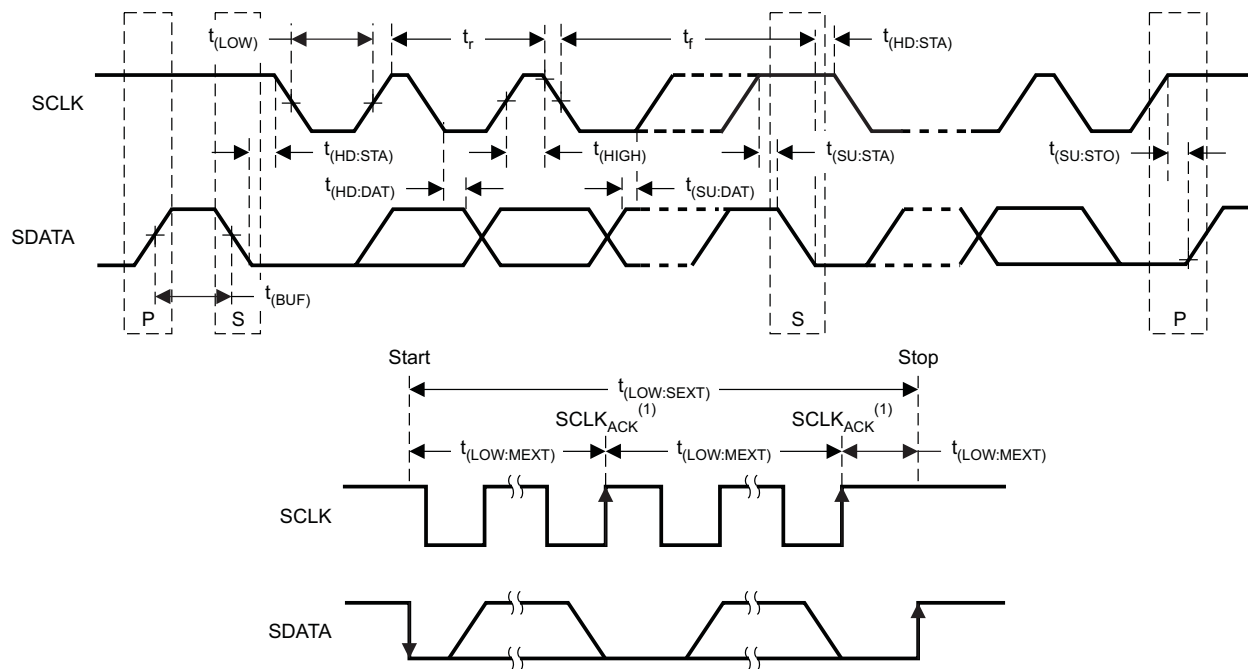 t(LOW) tr tf t(HD:STA)
SCLK
t(HD:STA) t(HIGH) t(SU:STA) t(SU:STO)
t(HD:DAT) t(SU:DAT)
SDATA
t(BUF)
P S S P
Start Stop
t(LOW:SEXT)
SCLKACK(1) SCLKACK(1)
t(LOW:MEXT) t(LOW:MEXT) t(LOW:MEXT)
SCLK
SDATA